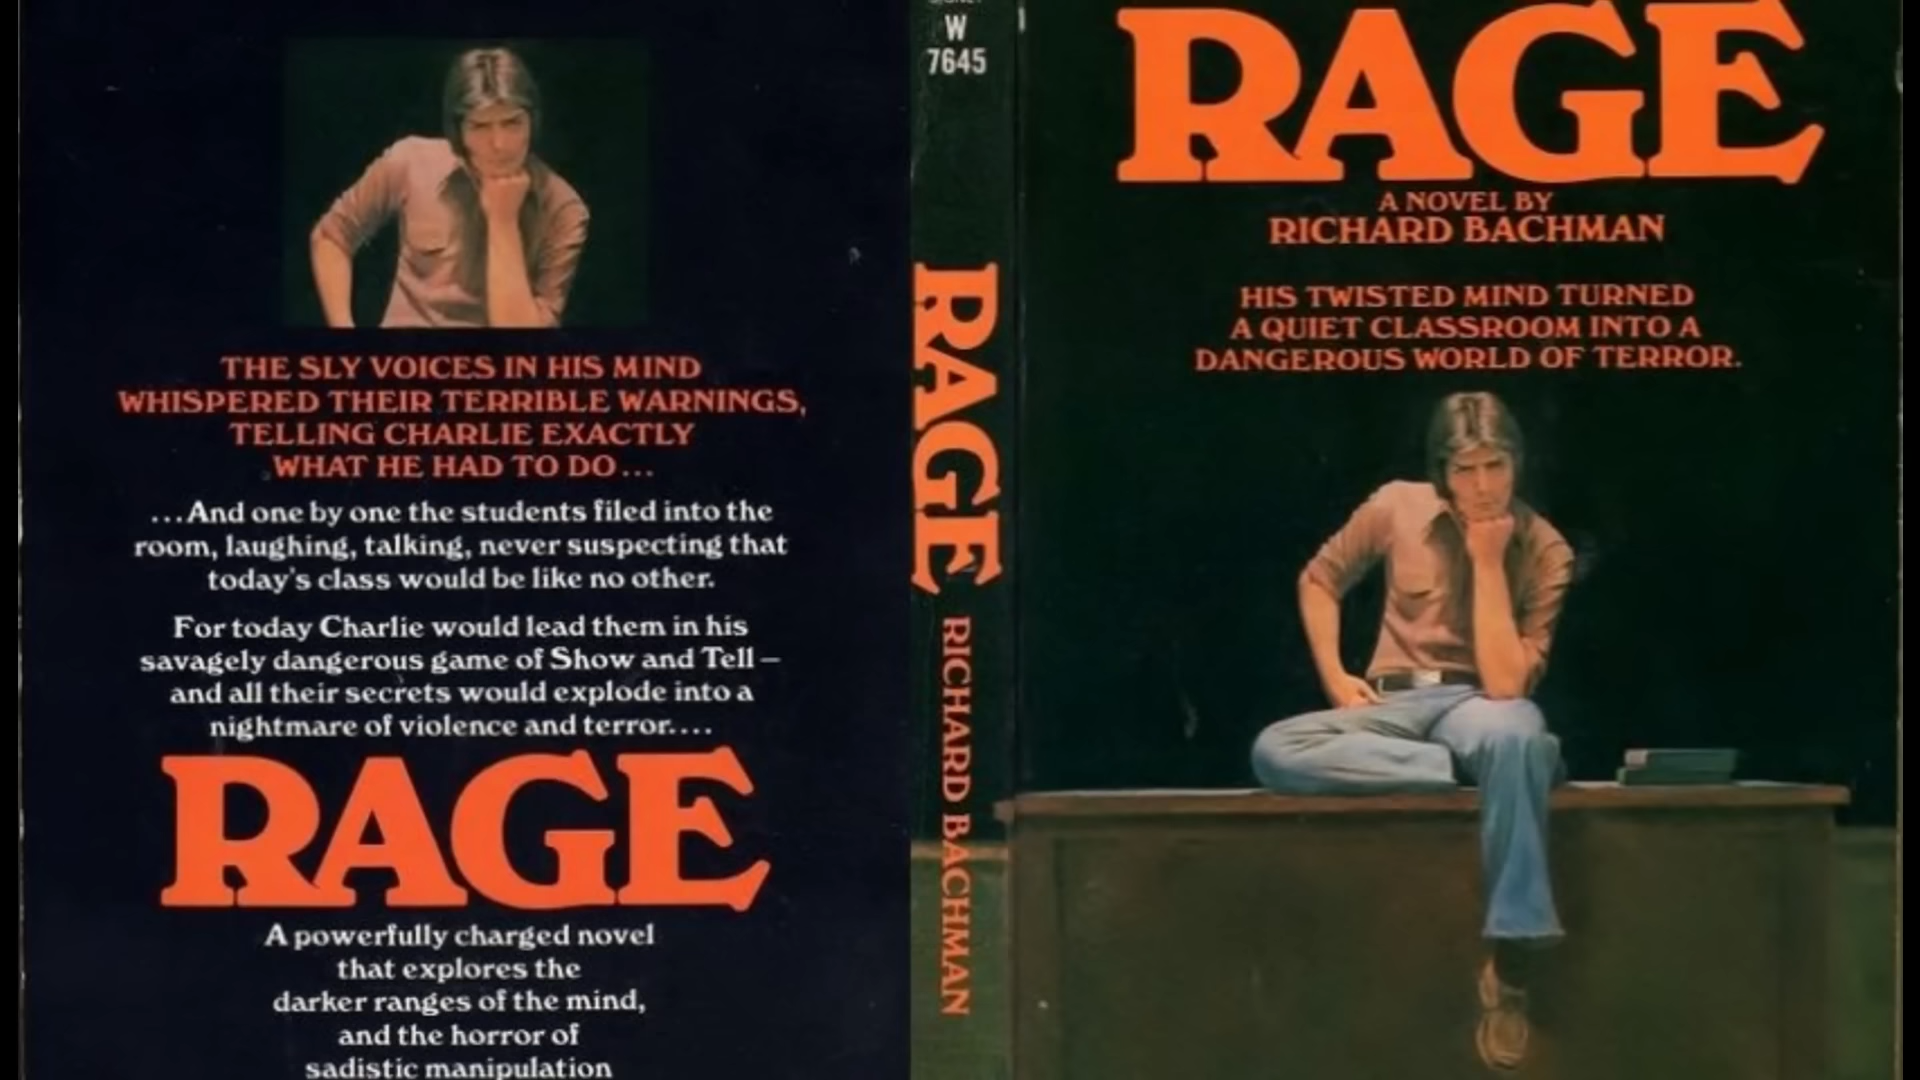 THE SLY VOICES IN HIS MIND
WHISPERED THEIR TERRIBLE WARNINGS,
TELLING CHARLIE EXACTLY
WHAT HE HAD TO DO...
...And one by one the students filed into the
room, laughing, talking, never suspecting that
today's class would be like no other.
For today Charlie would lead them in his
savagely dangerous game of Show and Tell —
and all their secrets would explode into a
nightmare of violence and terror....
RAGE
A powerfully charged novel
that explores the
darker ranges of the mind,
and the horror of
sadistic manipulation
W
7645
RAGE
RICHARD BACHMAN
RAGE
A NOVEL BY
RICHARD BACHMAN
HIS TWISTED MIND TURNED
A QUIET CLASSROOM INTO A
DANGEROUS WORLD OF TERROR.